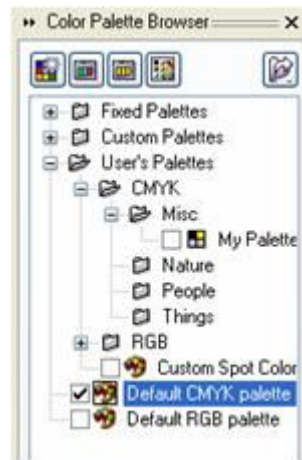 Color Palette Browser
Fixed Palettes
Custom Palettes
User's Palettes
CMYK
Misc
My Palette
Nature
People
Things
RGB
Custom Spot Color
Default CMYK palette
Default RGB palette